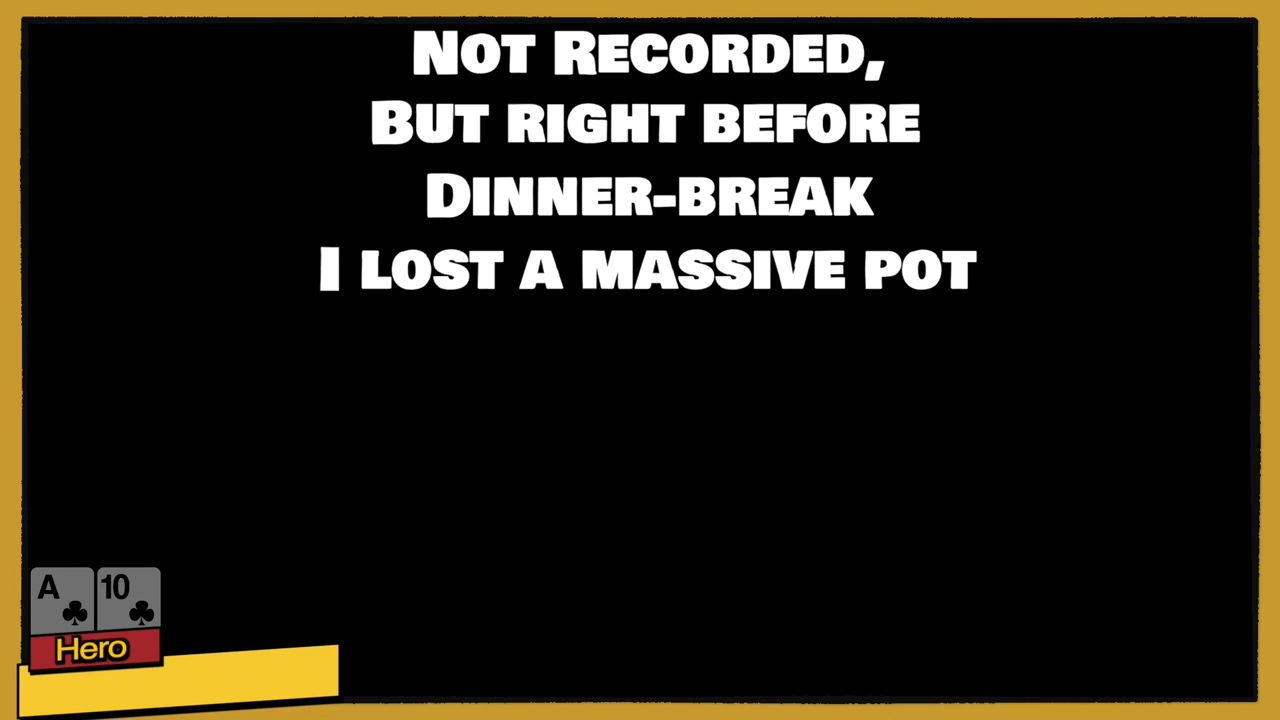 Not Recorded,
But right before
Dinner-break
I lost a massive pot
A 10
Hero